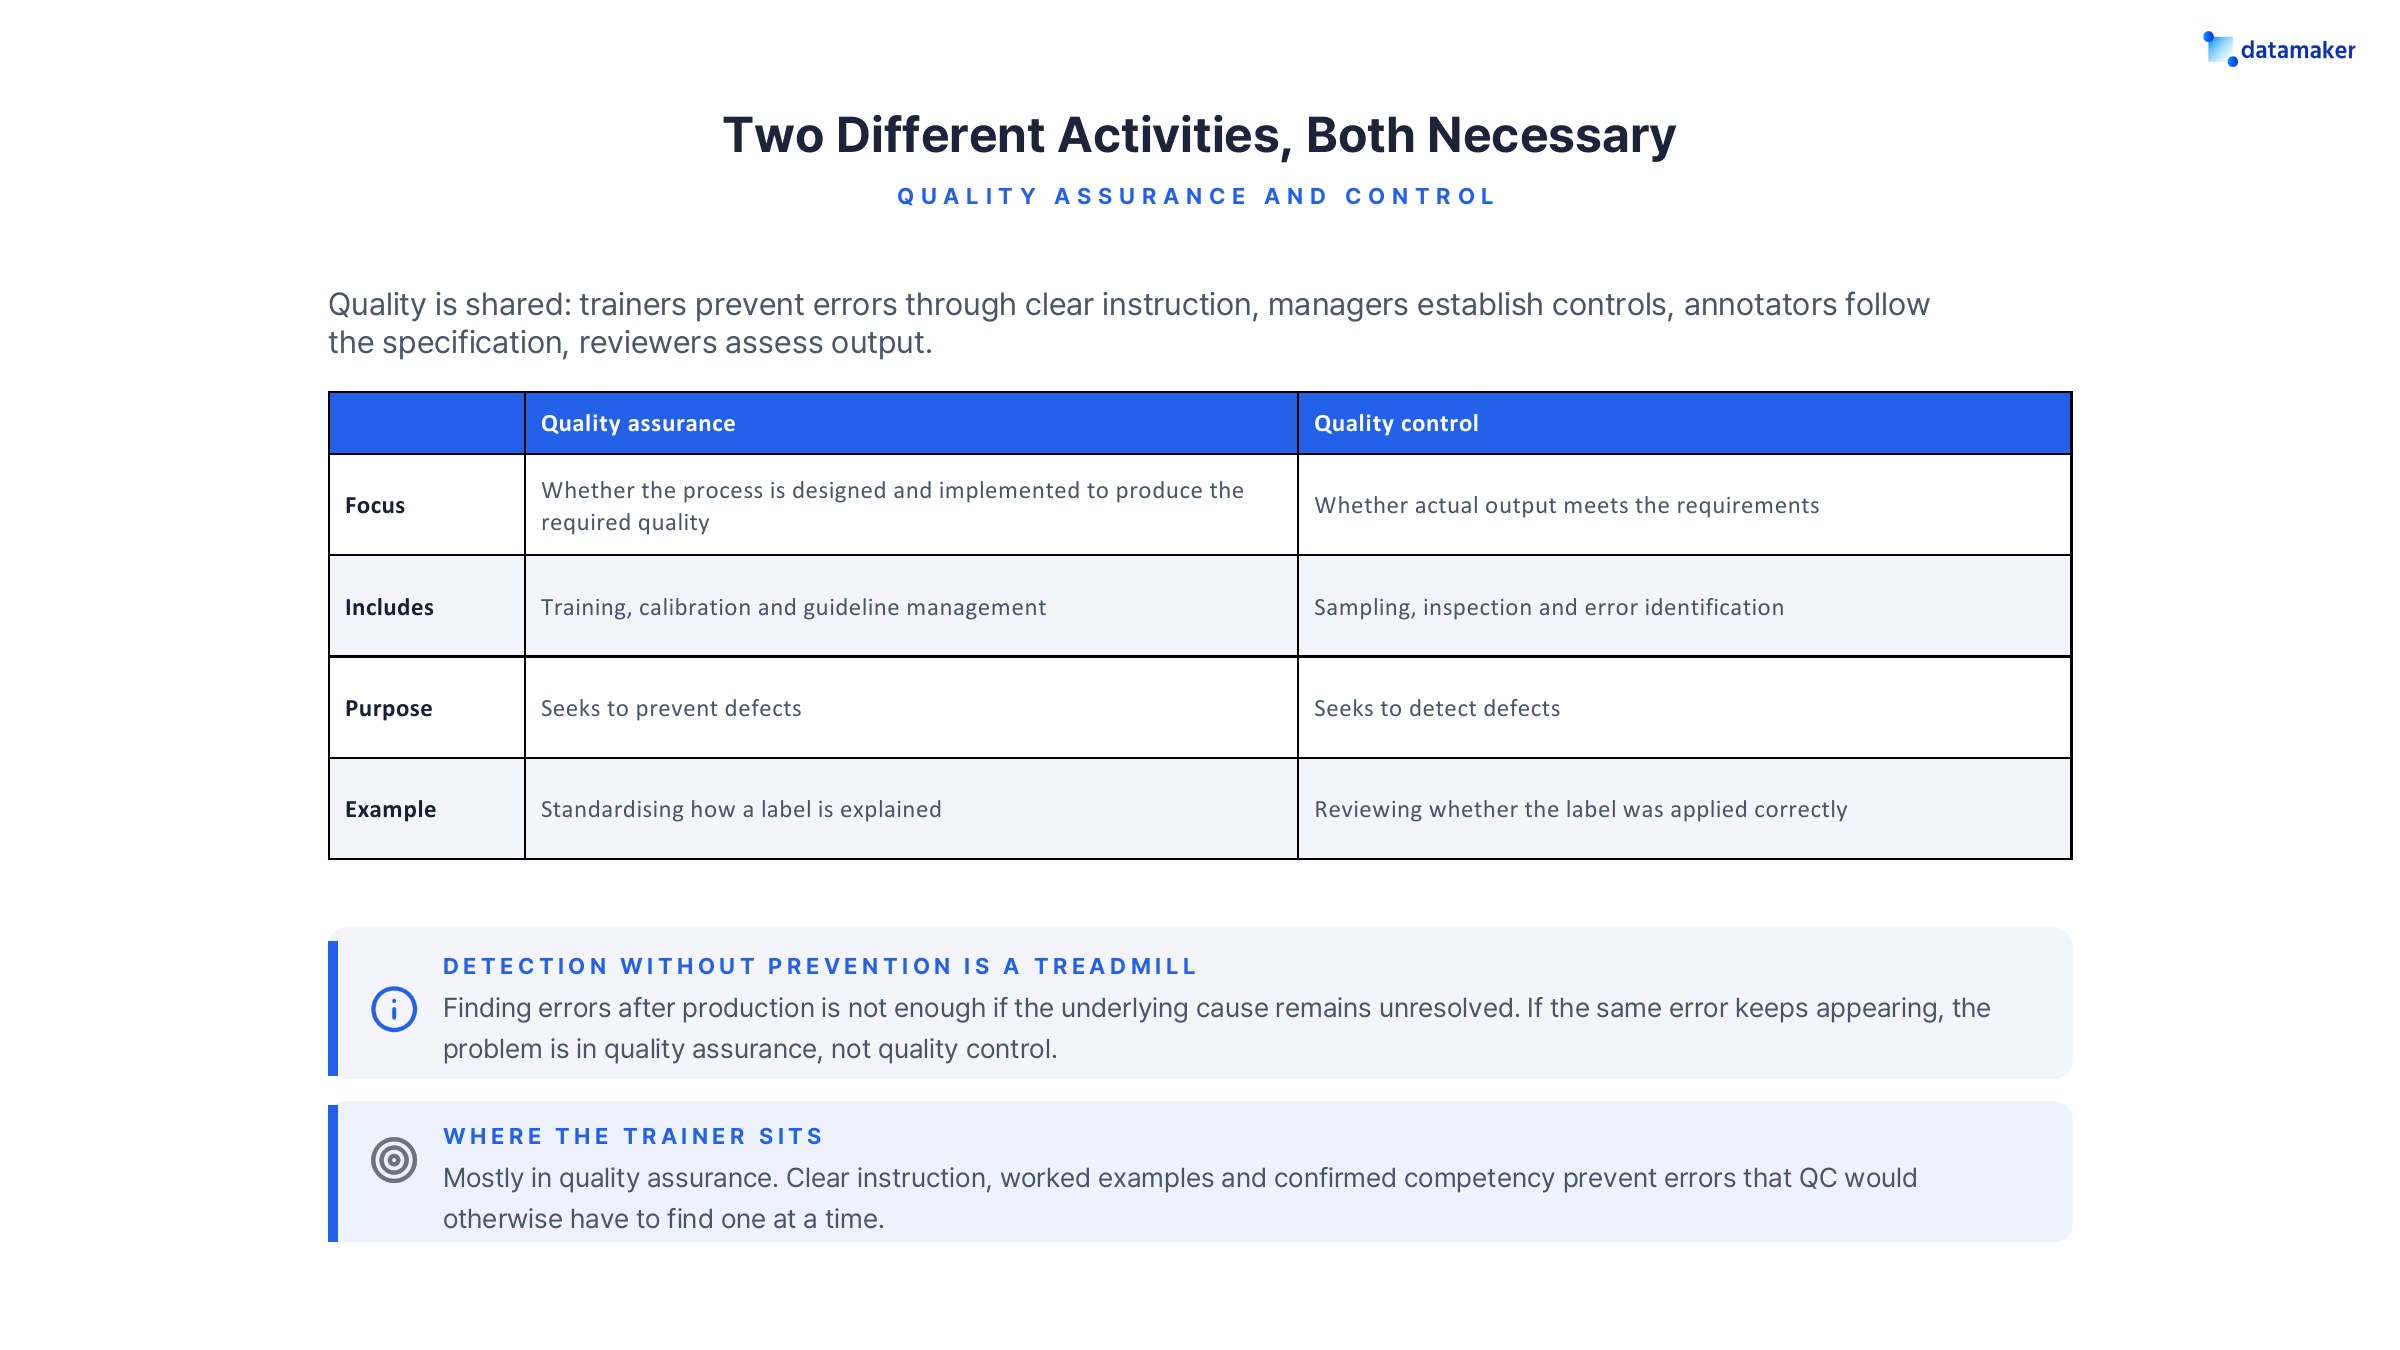 datamaker
Two Different Activities, Both Necessary
QUALITY ASSURANCE AND CONTROL
Quality is shared: trainers prevent errors through clear instruction, managers establish controls, annotators follow
the specification, reviewers assess output.
Quality assurance
Quality control
Focus
Whether the process is designed and implemented to produce the
required quality
Whether actual output meets the requirements
Includes
Training, calibration and guideline management
Sampling, inspection and error identification
Purpose
Seeks to prevent defects
Seeks to detect defects
Example
Standardising how a label is explained
Reviewing whether the label was applied correctly
DETECTION WITHOUT PREVENTION IS A TREADMILL
Finding errors after production is not enough if the underlying cause remains unresolved. If the same error keeps appearing, the
problem is in quality assurance, not quality control.
WHERE THE TRAINER SITS
Mostly in quality assurance. Clear instruction, worked examples and confirmed competency prevent errors that QC would
otherwise have to find one at a time.